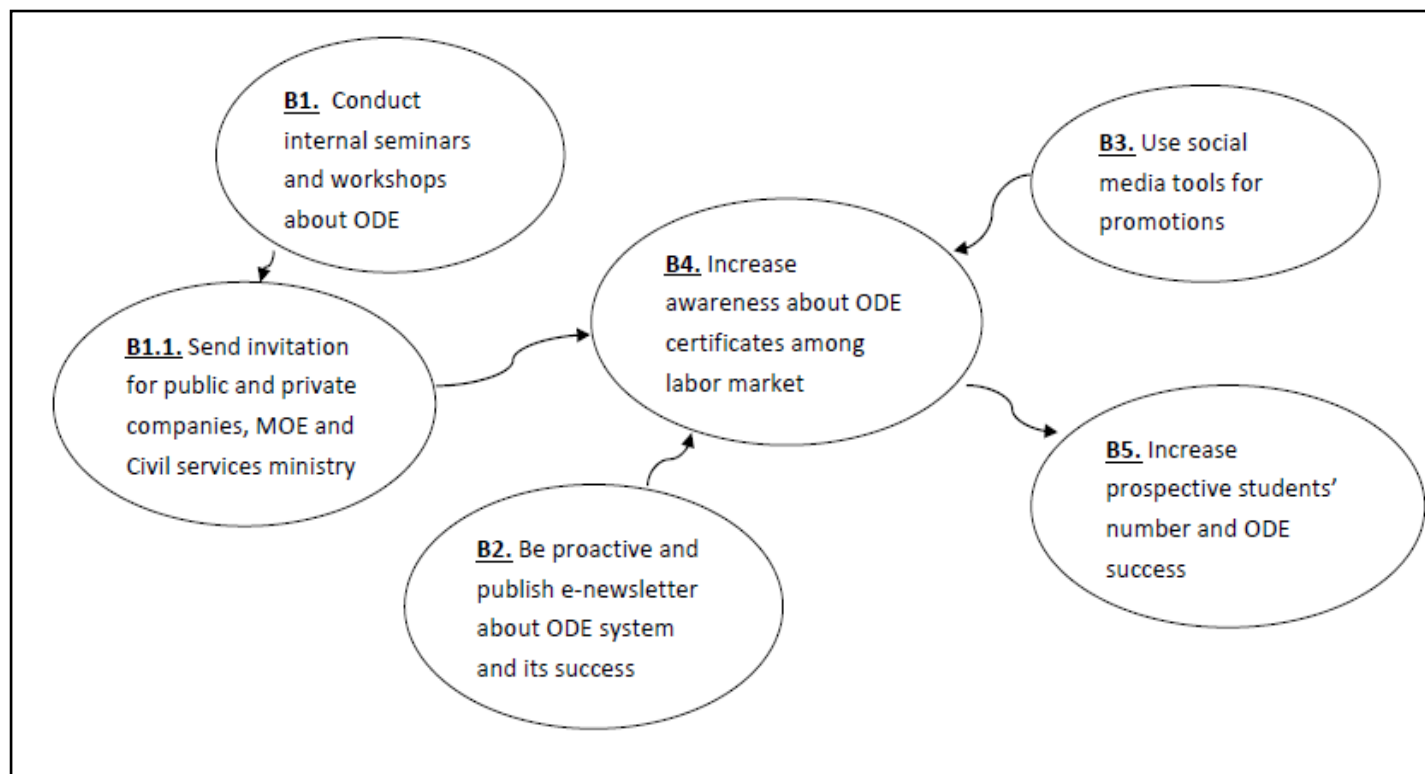 B1. Conduct
internal seminars
and workshops
about ODE
B3. Use social
media tools for
promotions
B4. Increase
awareness about ODE
certificates among
labor market
B1.1. Send invitation
for public and private
companies, MOE and
Civil services ministry
B5. Increase
prospective students’
number and ODE
success
B2. Be proactive and
publish e-newsletter
about ODE system
and its success